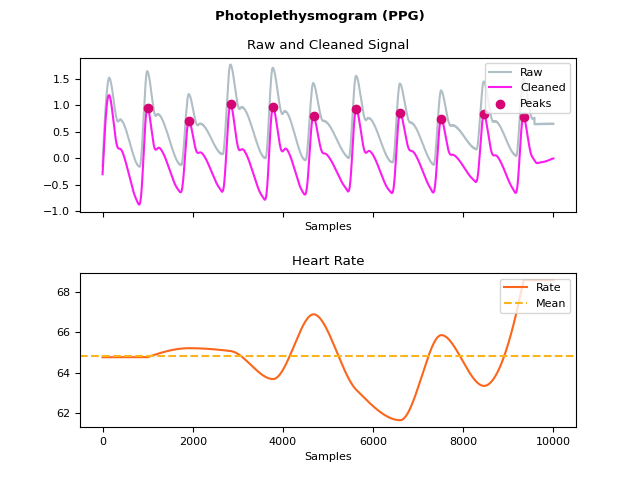 Photoplethysmogram (PPG)
Raw and Cleaned Signal
Raw
Cleaned
Peaks
1.5
1.0
0.5
0.0
−0.5
−1.0
Samples
Heart Rate
Rate
Mean
68
66
64
62
0 2000 4000 6000 8000 10000
Samples